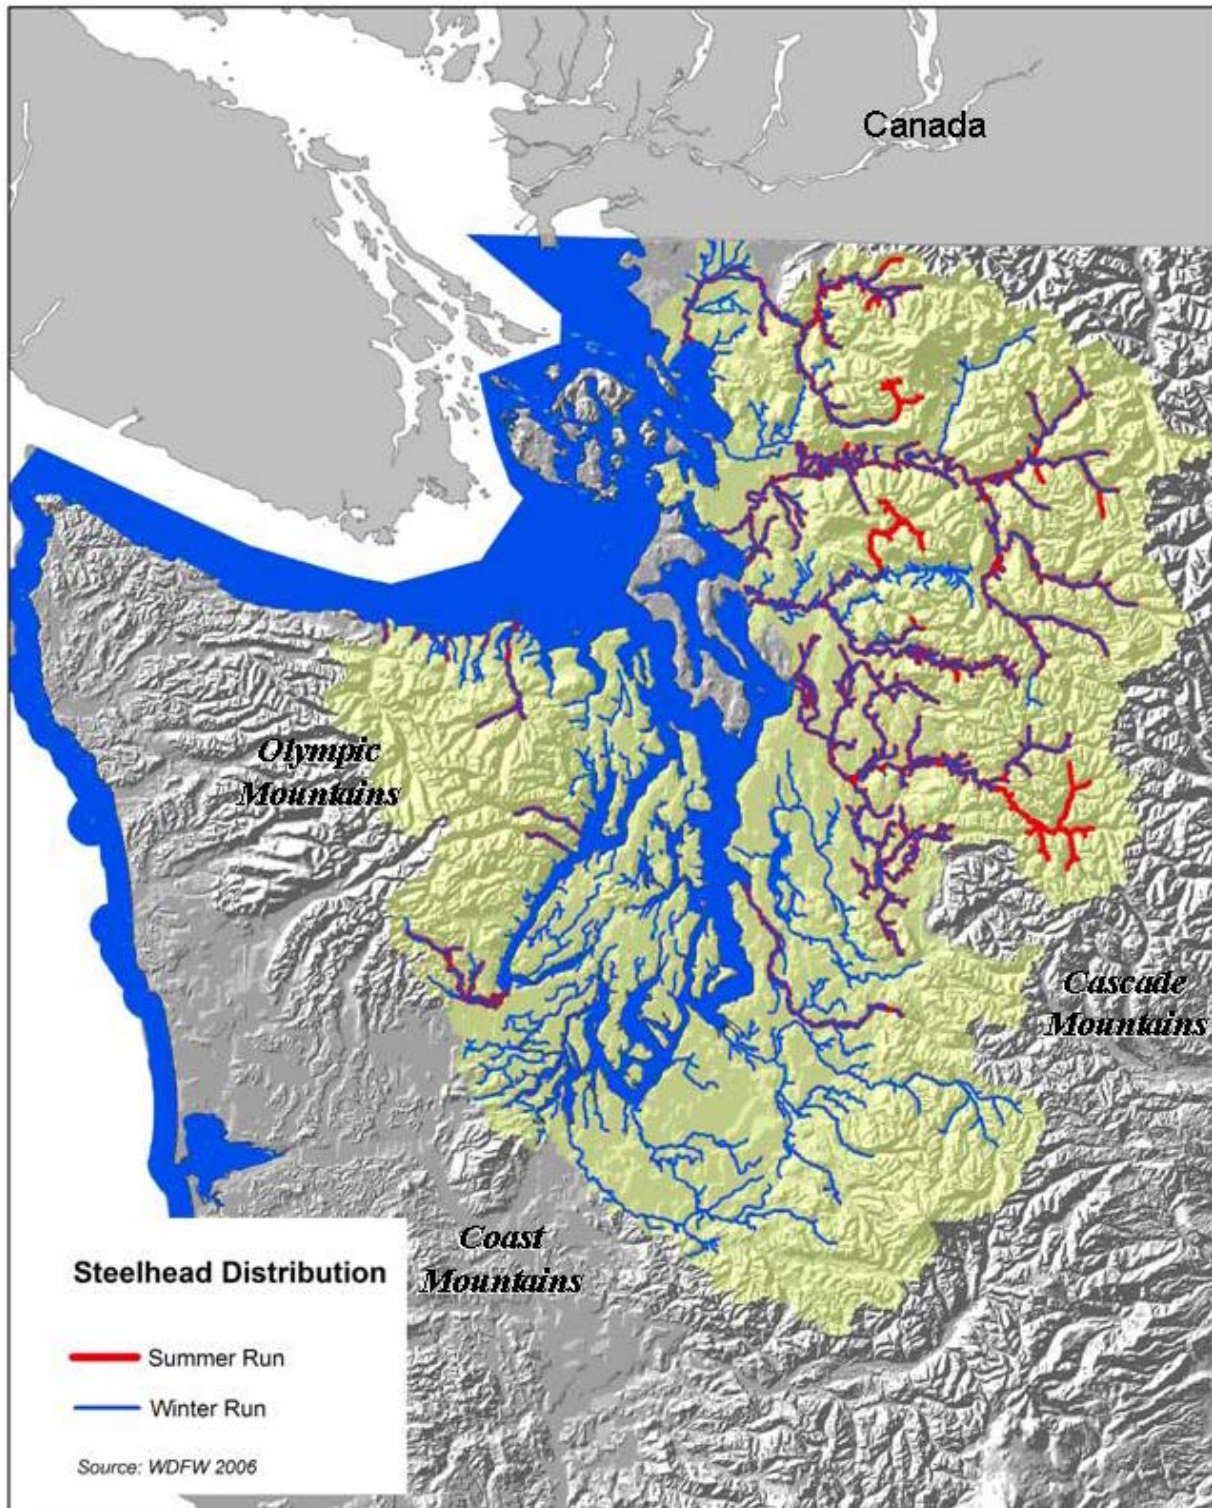 Canada
Olympic
Mountains
Cascade
Mountains
Coast
Mountains
Steelhead Distribution
Summer Run
Winter Run
Source: WDFW 2006